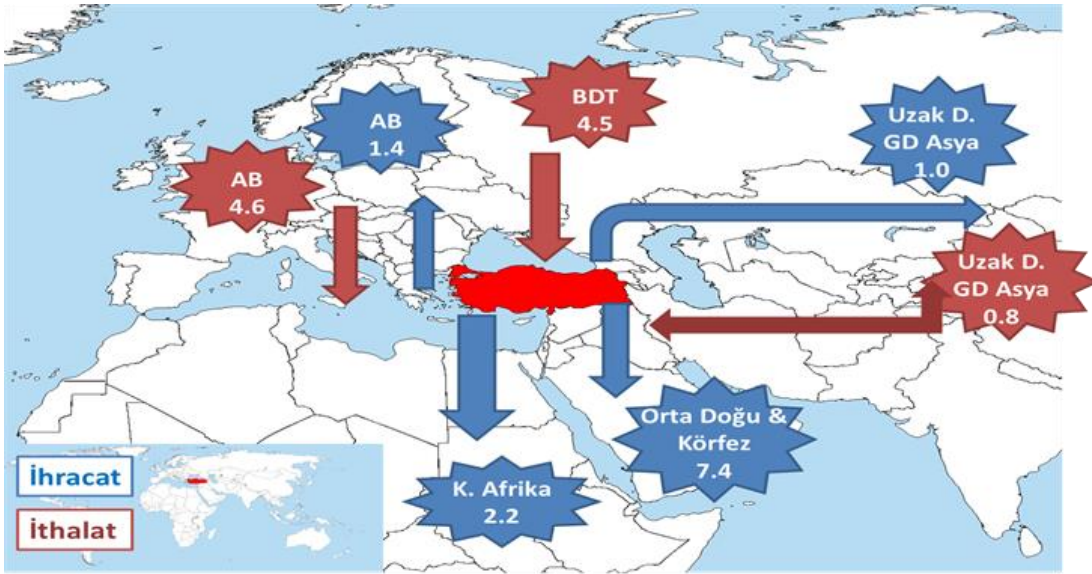 BDT
4.5
AB
1.4
Uzak D.
GD Asya
1.0
AB
4.6
Uzak D.
GD Asya
0.8
Orta Doğu &
Körfez
7.4
K. Afrika
2.2
İhracat
İthalat